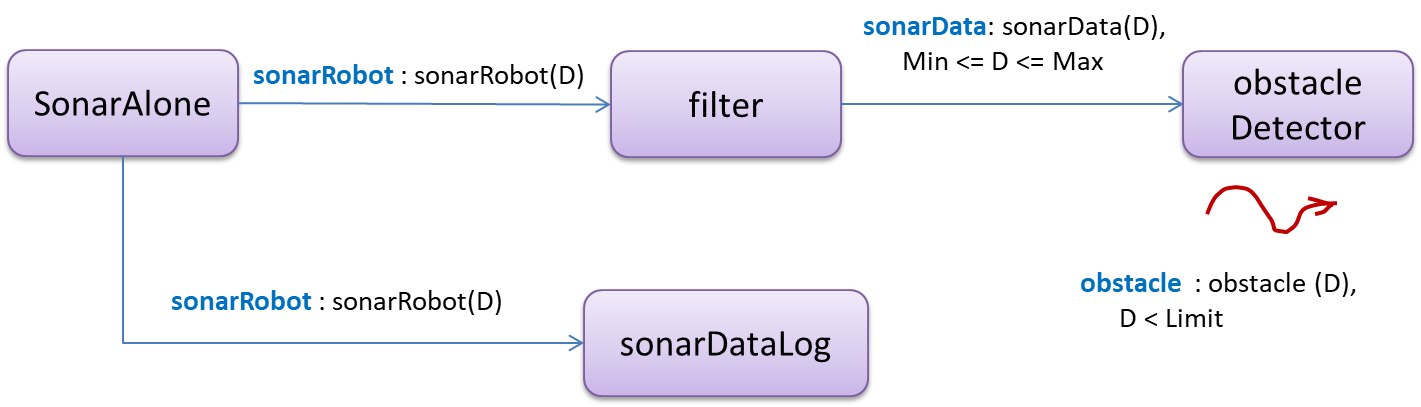 SonarAlone
sonarRobot : sonarRobot(D)
filter
sonarData: sonarData(D),
Min <= D <= Max
obstacle
Detector
sonarRobot : sonarRobot(D)
sonarDataLog
obstacle : obstacle (D),
D < Limit